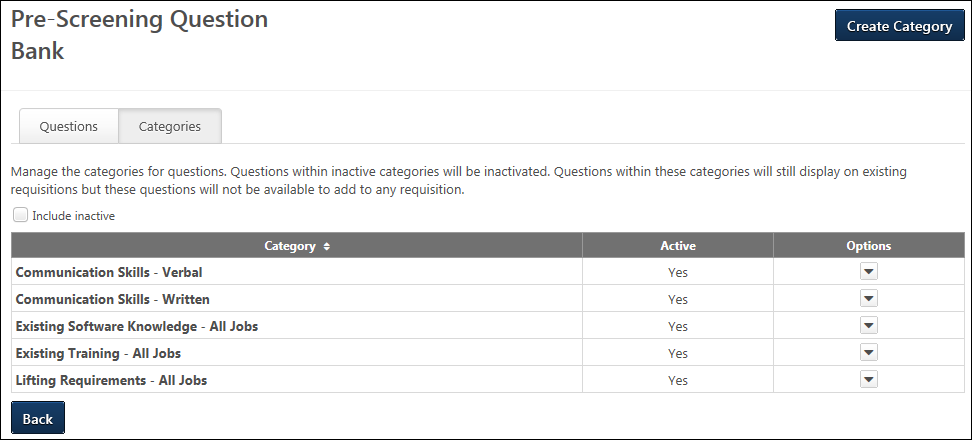 Pre-Screening Question
Bank
Create Category
Questions Categories
Manage the categories for questions. Questions within inactive categories will be inactivated. Questions within these categories will still display on existing
requisitions but these questions will not be available to add to any requisition.
Include inactive
Category Active Options
Communication Skills - Verbal Yes
Communication Skills - Written Yes
Existing Software Knowledge - All Jobs Yes
Existing Training - All Jobs Yes
Lifting Requirements - All Jobs Yes
Back